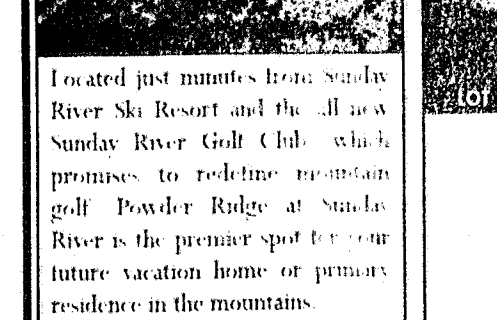 Located just minutes from Sunday
River Ski Resort and the all new
Sunday River Golf Club which
promises to redefine mountain
golf Powder Ridge at Sunday
River is the premier spot for your
future vacation home or primary
residence in the mountains.
lot